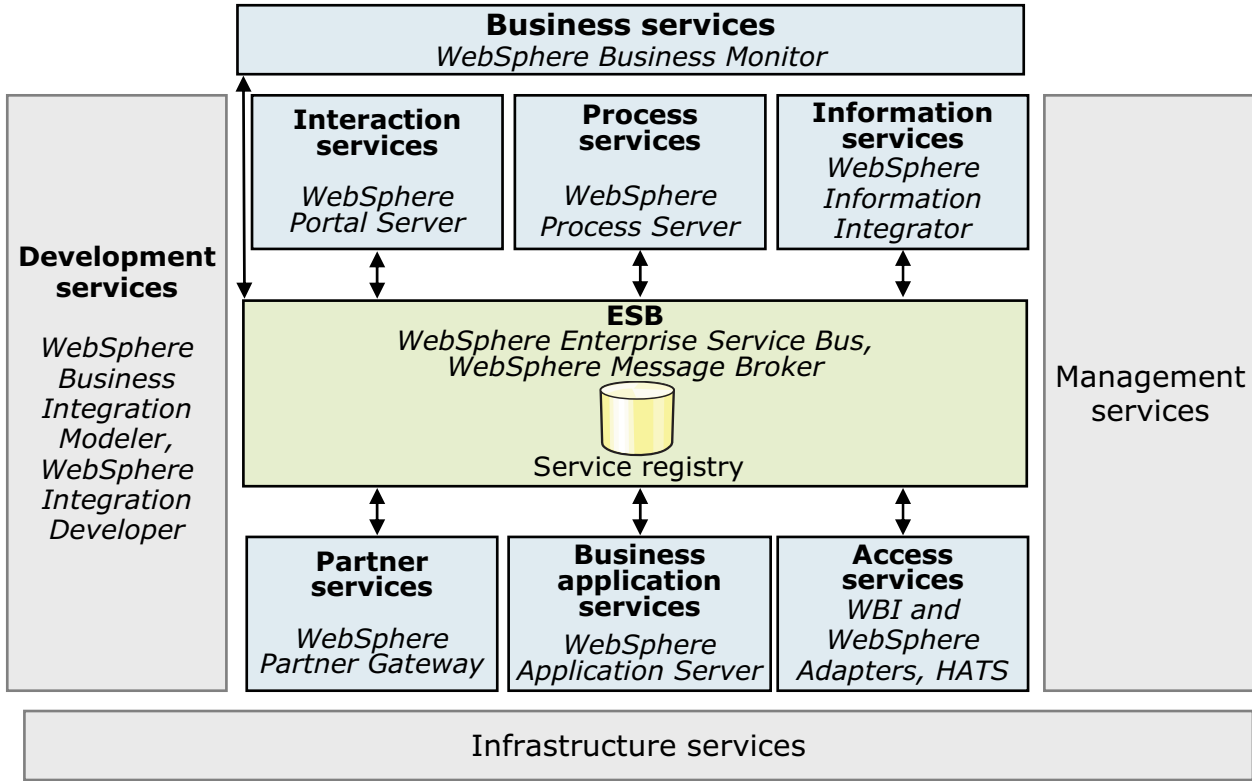 Business services
WebSphere Business Monitor
Interaction
services
WebSphere
Portal Server
Process
services
WebSphere
Process Server
Information
services
WebSphere
Information
Integrator
Development
services
WebSphere
Business
Integration
Modeler,
WebSphere
Integration
Developer
ESB
WebSphere Enterprise Service Bus,
WebSphere Message Broker
Service registry
Management
services
Partner
services
WebSphere
Partner Gateway
Business
application
services
WebSphere
Application Server
Access
services
WBI and
WebSphere
Adapters, HATS
Infrastructure services